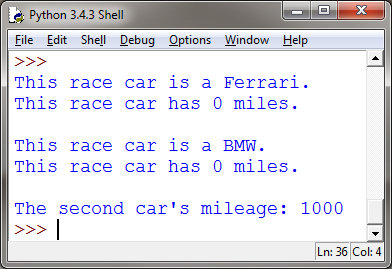 Python 3.4.3 Shell
File Edit Shell Debug Options Window Help
>>>
This race car is a Ferrari.
This race car has 0 miles.
This race car is a BMW.
This race car has 0 miles.
The second car's mileage: 1000
>>>
Ln: 36 Col: 4